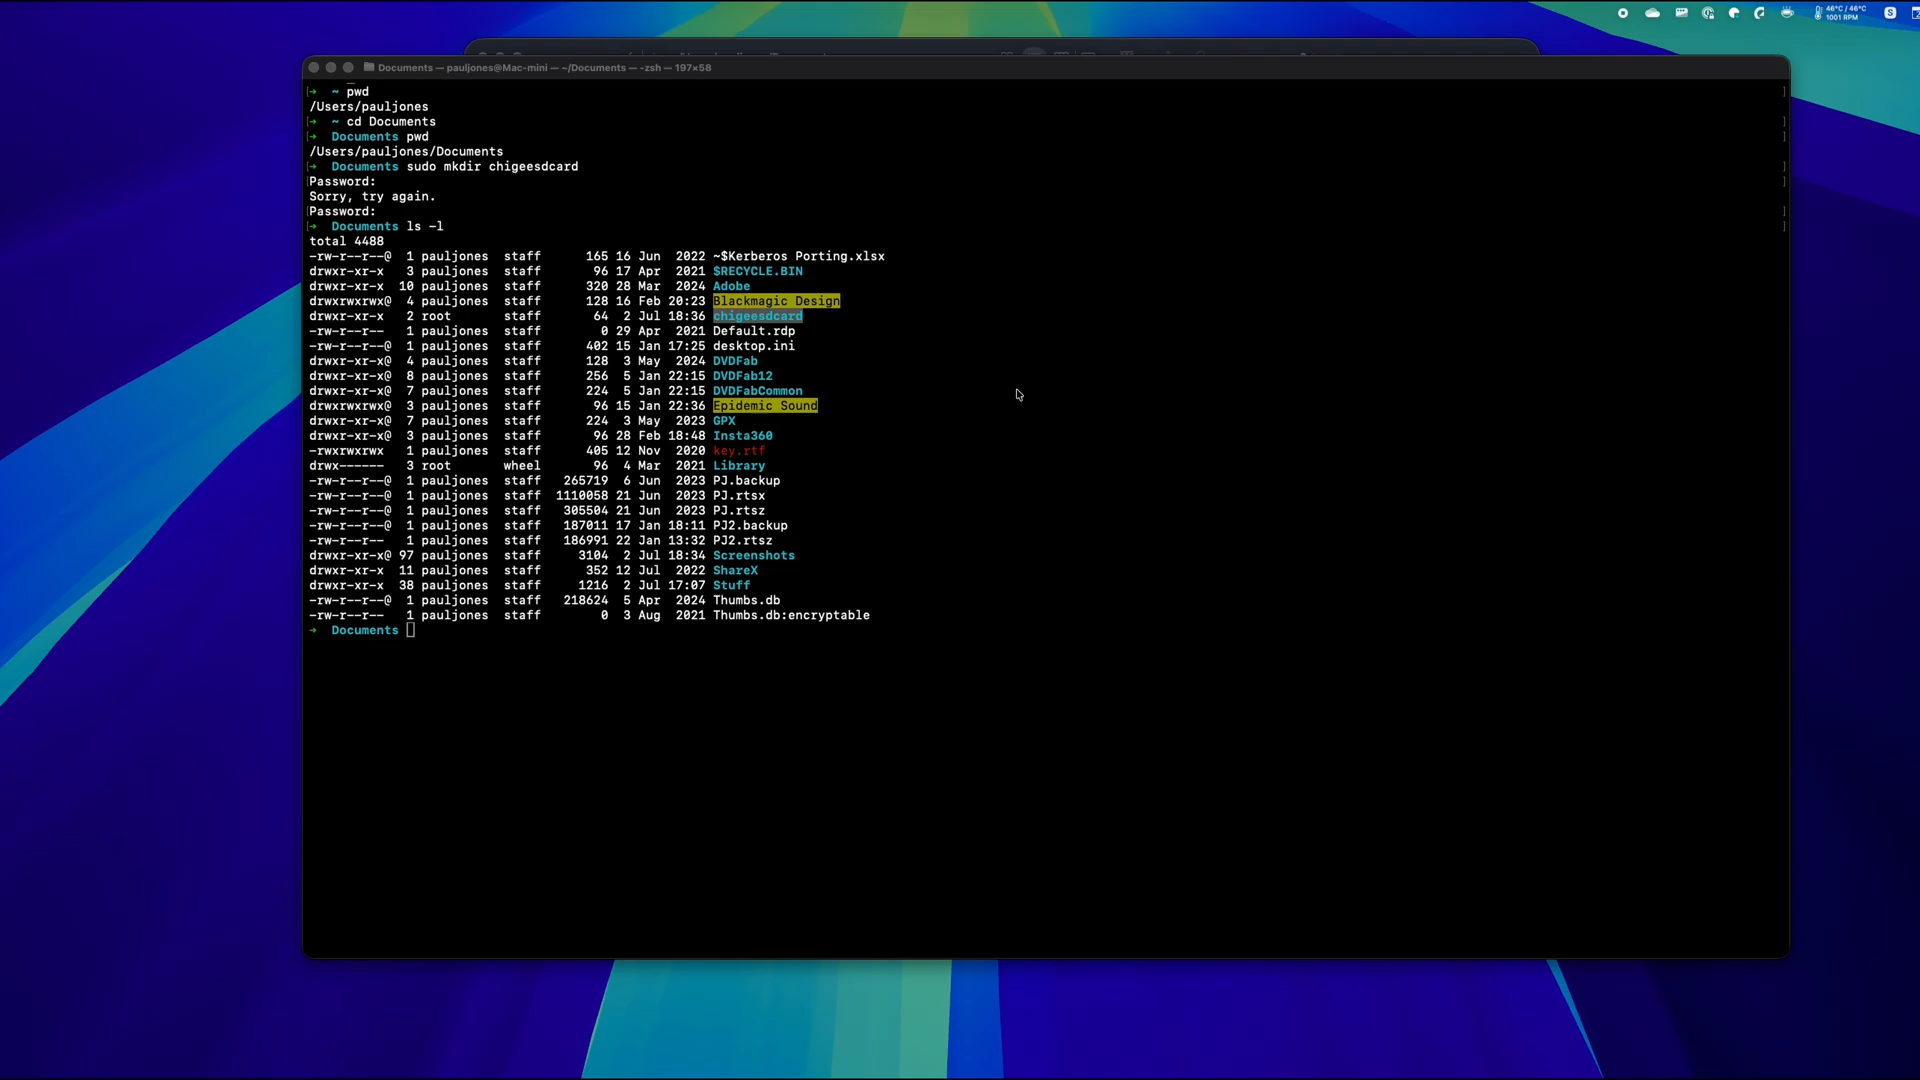 46°C / 46°C
1001 RPM
S
Documents — pauljones@Mac-mini — ~/Documents — -zsh — 197×58
→ ~ pwd
/Users/pauljones
→ ~ cd Documents
→ Documents pwd
/Users/pauljones/Documents
→ Documents sudo mkdir chigeesdcard
Password:
Sorry, try again.
Password:
→ Documents ls -l
total 4488
-rw-r--r--@ 1 pauljones staff 165 16 Jun 2022 ~$Kerberos Porting.xlsx
drwxr-xr-x 3 pauljones staff 96 17 Apr 2021 $RECYCLE.BIN
drwxr-xr-x 10 pauljones staff 320 28 Mar 2024 Adobe
drwxrwxrwx@ 4 pauljones staff 128 16 Feb 20:23 Blackmagic Design
drwxr-xr-x 2 root staff 64 2 Jul 18:36 chigeesdcard
-rw-r--r-- 1 pauljones staff 0 29 Apr 2021 Default.rdp
-rw-r--r--@ 1 pauljones staff 402 15 Jan 17:25 desktop.ini
drwxr-xr-x@ 4 pauljones staff 128 3 May 2024 DVDFab
drwxr-xr-x@ 8 pauljones staff 256 5 Jan 22:15 DVDFab12
drwxr-xr-x@ 7 pauljones staff 224 5 Jan 22:15 DVDFabCommon
drwxrwxrwx@ 3 pauljones staff 96 15 Jan 22:36 Epidemic Sound
drwxr-xr-x@ 7 pauljones staff 224 3 May 2023 GPX
drwxr-xr-x@ 3 pauljones staff 96 28 Feb 18:48 Insta360
-rwxrwxrwx 1 pauljones staff 405 12 Nov 2020 key.rtf
drwx------ 3 root wheel 96 4 Mar 2021 Library
-rw-r--r--@ 1 pauljones staff 265719 6 Jun 2023 PJ.backup
-rw-r--r--@ 1 pauljones staff 1110058 21 Jun 2023 PJ.rtsx
-rw-r--r--@ 1 pauljones staff 305504 21 Jun 2023 PJ.rtsz
-rw-r--r--@ 1 pauljones staff 187011 17 Jan 18:11 PJ2.backup
-rw-r--r-- 1 pauljones staff 186991 22 Jan 13:32 PJ2.rtsz
drwxr-xr-x@ 97 pauljones staff 3104 2 Jul 18:34 Screenshots
drwxr-xr-x 11 pauljones staff 352 12 Jul 2022 ShareX
drwxr-xr-x 38 pauljones staff 1216 2 Jul 17:07 Stuff
-rw-r--r--@ 1 pauljones staff 218624 5 Apr 2024 Thumbs.db
-rw-r--r-- 1 pauljones staff 0 3 Aug 2021 Thumbs.db:encryptable
→ Documents